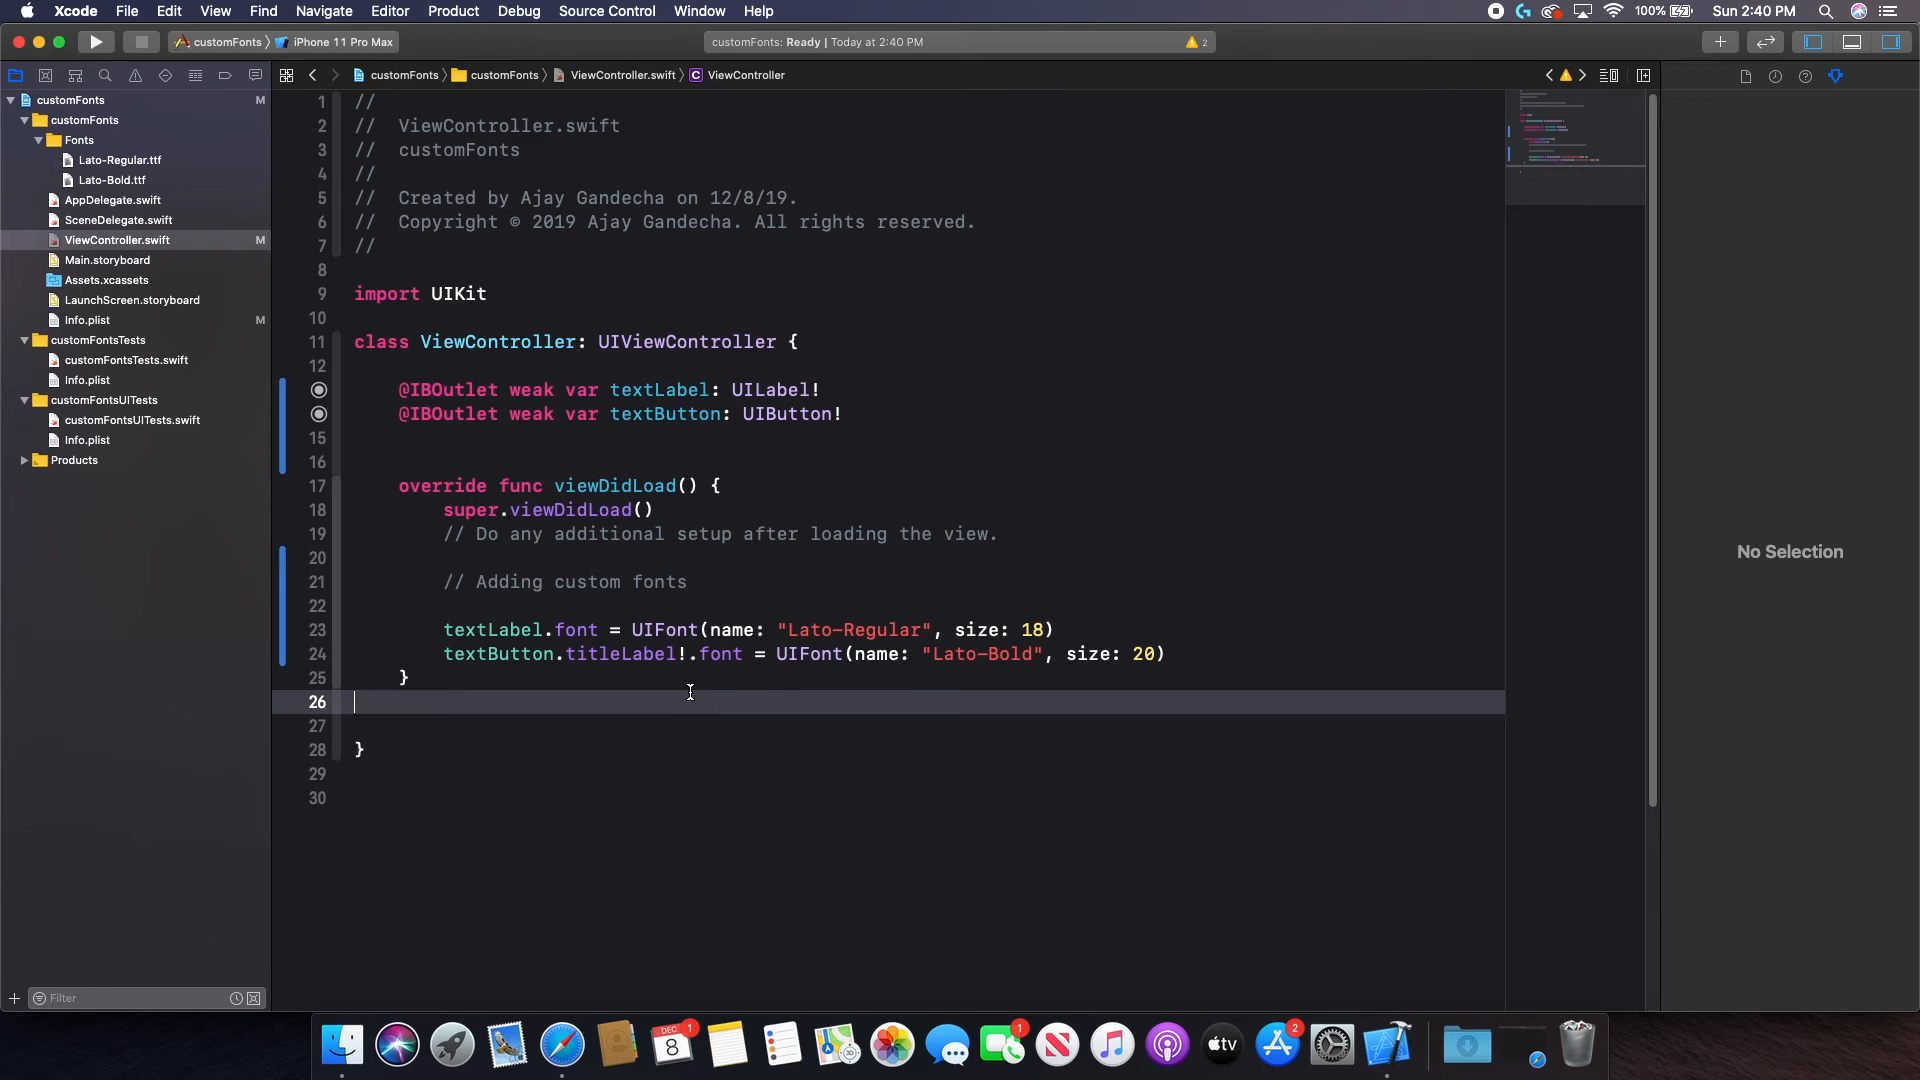 Xcode File Edit View Find Navigate Editor Product Debug Source Control Window Help 100% Sun 2:40 PM
customFonts iPhone 11 Pro Max customFonts: Ready | Today at 2:40 PM 2
customFonts customFonts ViewController.swift C ViewController
customFonts M
customFonts
Fonts
Lato-Regular.ttf
Lato-Bold.ttf
AppDelegate.swift
SceneDelegate.swift
ViewController.swift M
Main.storyboard
Assets.xcassets
LaunchScreen.storyboard
Info.plist M
customFontsTests
customFontsTests.swift
Info.plist
customFontsUITests
customFontsUITests.swift
Info.plist
Products
Filter
1 //
2 // ViewController.swift
3 // customFonts
4 //
5 // Created by Ajay Gandecha on 12/8/19.
6 // Copyright © 2019 Ajay Gandecha. All rights reserved.
7 //
8
9 import UIKit
10
11 class ViewController: UIViewController {
12
@IBOutlet weak var textLabel: UILabel!
@IBOutlet weak var textButton: UIButton!
15
16
17 override func viewDidLoad() {
18 super.viewDidLoad()
19 // Do any additional setup after loading the view.
20
21 // Adding custom fonts
22
23 textLabel.font = UIFont(name: "Lato-Regular", size: 18)
24 textButton.titleLabel!.font = UIFont(name: "Lato-Bold", size: 20)
25 }
26
27
28 }
29
30
No Selection
DEC 8 1
1
tv
2